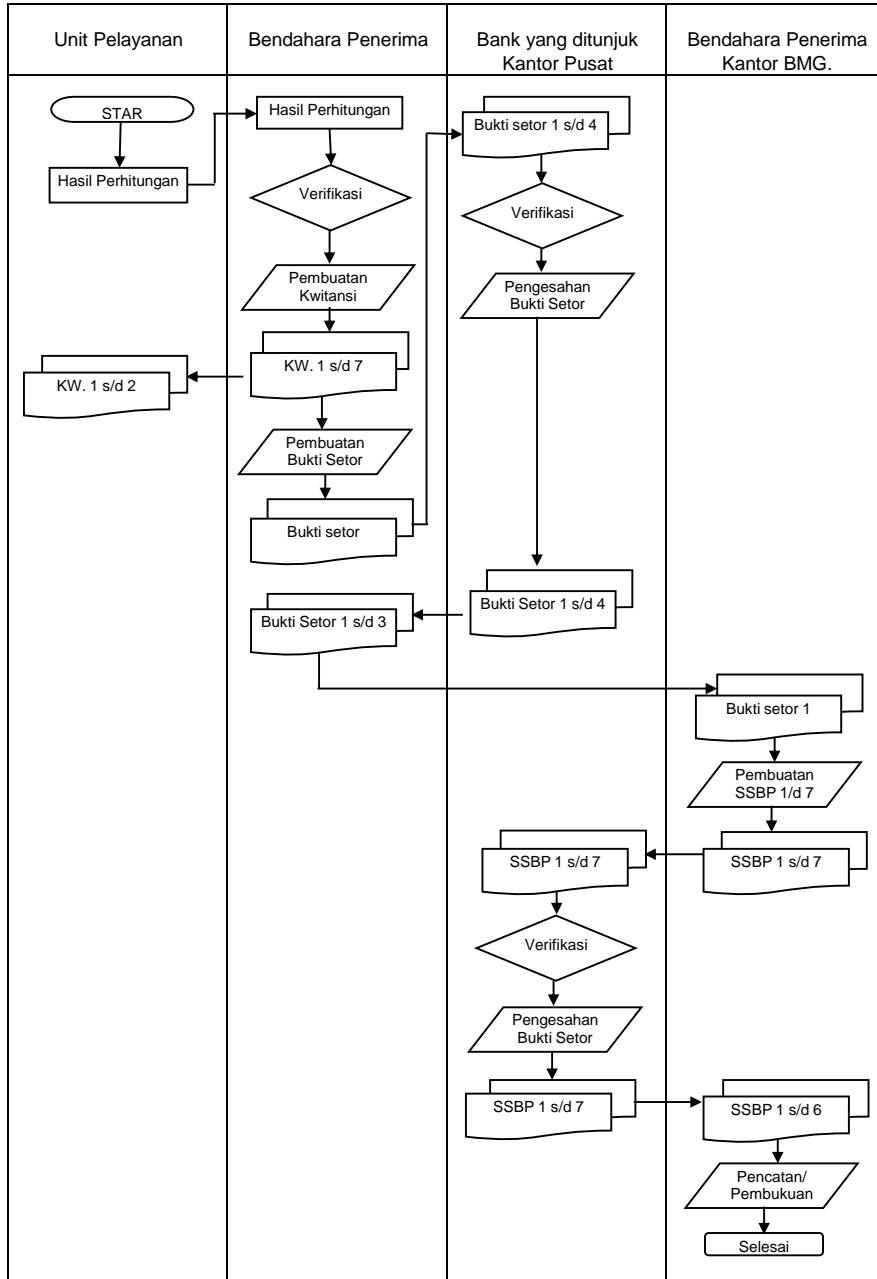 Unit Pelayanan
Bendahara Penerima
Bank yang ditunjuk
Kantor Pusat
Bendahara Penerima
Kantor BMG.
STAR
Hasil Perhitungan
Hasil Perhitungan
Verifikasi
Pembuatan
Kwitansi
KW. 1 s/d 7
KW. 1 s/d 2
Pembuatan
Bukti Setor
Bukti setor
Bukti setor 1 s/d 4
Verifikasi
Pengesahan
Bukti Setor
Bukti Setor 1 s/d 4
Bukti Setor 1 s/d 3
Bukti setor 1
Pembuatan
SSBP 1/d 7
SSBP 1 s/d 7
SSBP 1 s/d 7
Verifikasi
Pengesahan
Bukti Setor
SSBP 1 s/d 7
SSBP 1 s/d 6
Pencatan/
Pembukuan
Selesai